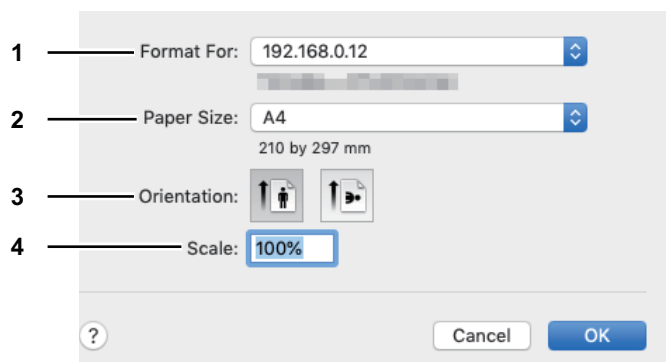 1 Format For: 192.168.0.12
2 Paper Size: A4
210 by 297 mm
3 Orientation:
4 Scale: 100%
? Cancel OK